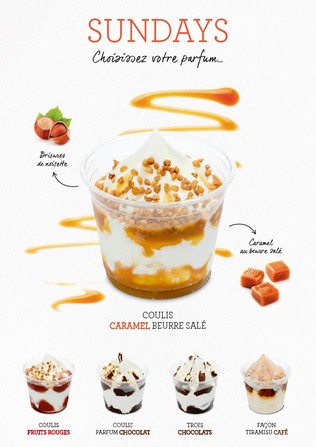 SUNDAYS
Choisissez votre parfum...
Brisures
de noisette
Caramel
au beurre salé
COULIS
CARAMEL BEURRE SALÉ
COULIS
FRUITS ROUGES
COULIS
PARFUM CHOCOLAT
TROIS
CHOCOLATS
FAÇON
TIRAMISU CAFÉ